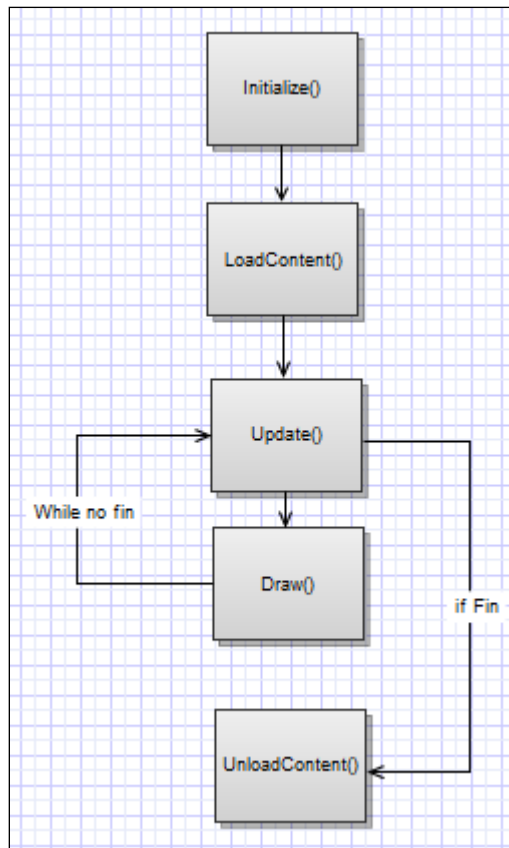 Initialize()
LoadContent()
Update()
While no fin
Draw()
if Fin
UnloadContent()